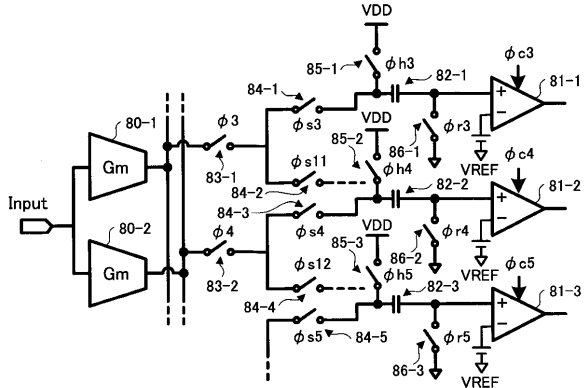 VDD
85-1
ϕh3
82-1
ϕc3
81-1
84-1
ϕs3
80-1
Gm
ϕ3
83-1
VDD
85-2
86-1
ϕr3
VREF
ϕs11
84-2
ϕh4
82-2
ϕc4
81-2
84-3
ϕs4
Input
80-2
Gm
ϕ4
83-2
VDD
85-3
86-2
ϕr4
VREF
ϕs12
84-4
ϕh5
82-3
ϕc5
81-3
ϕs5
84-5
86-3
ϕr5
VREF